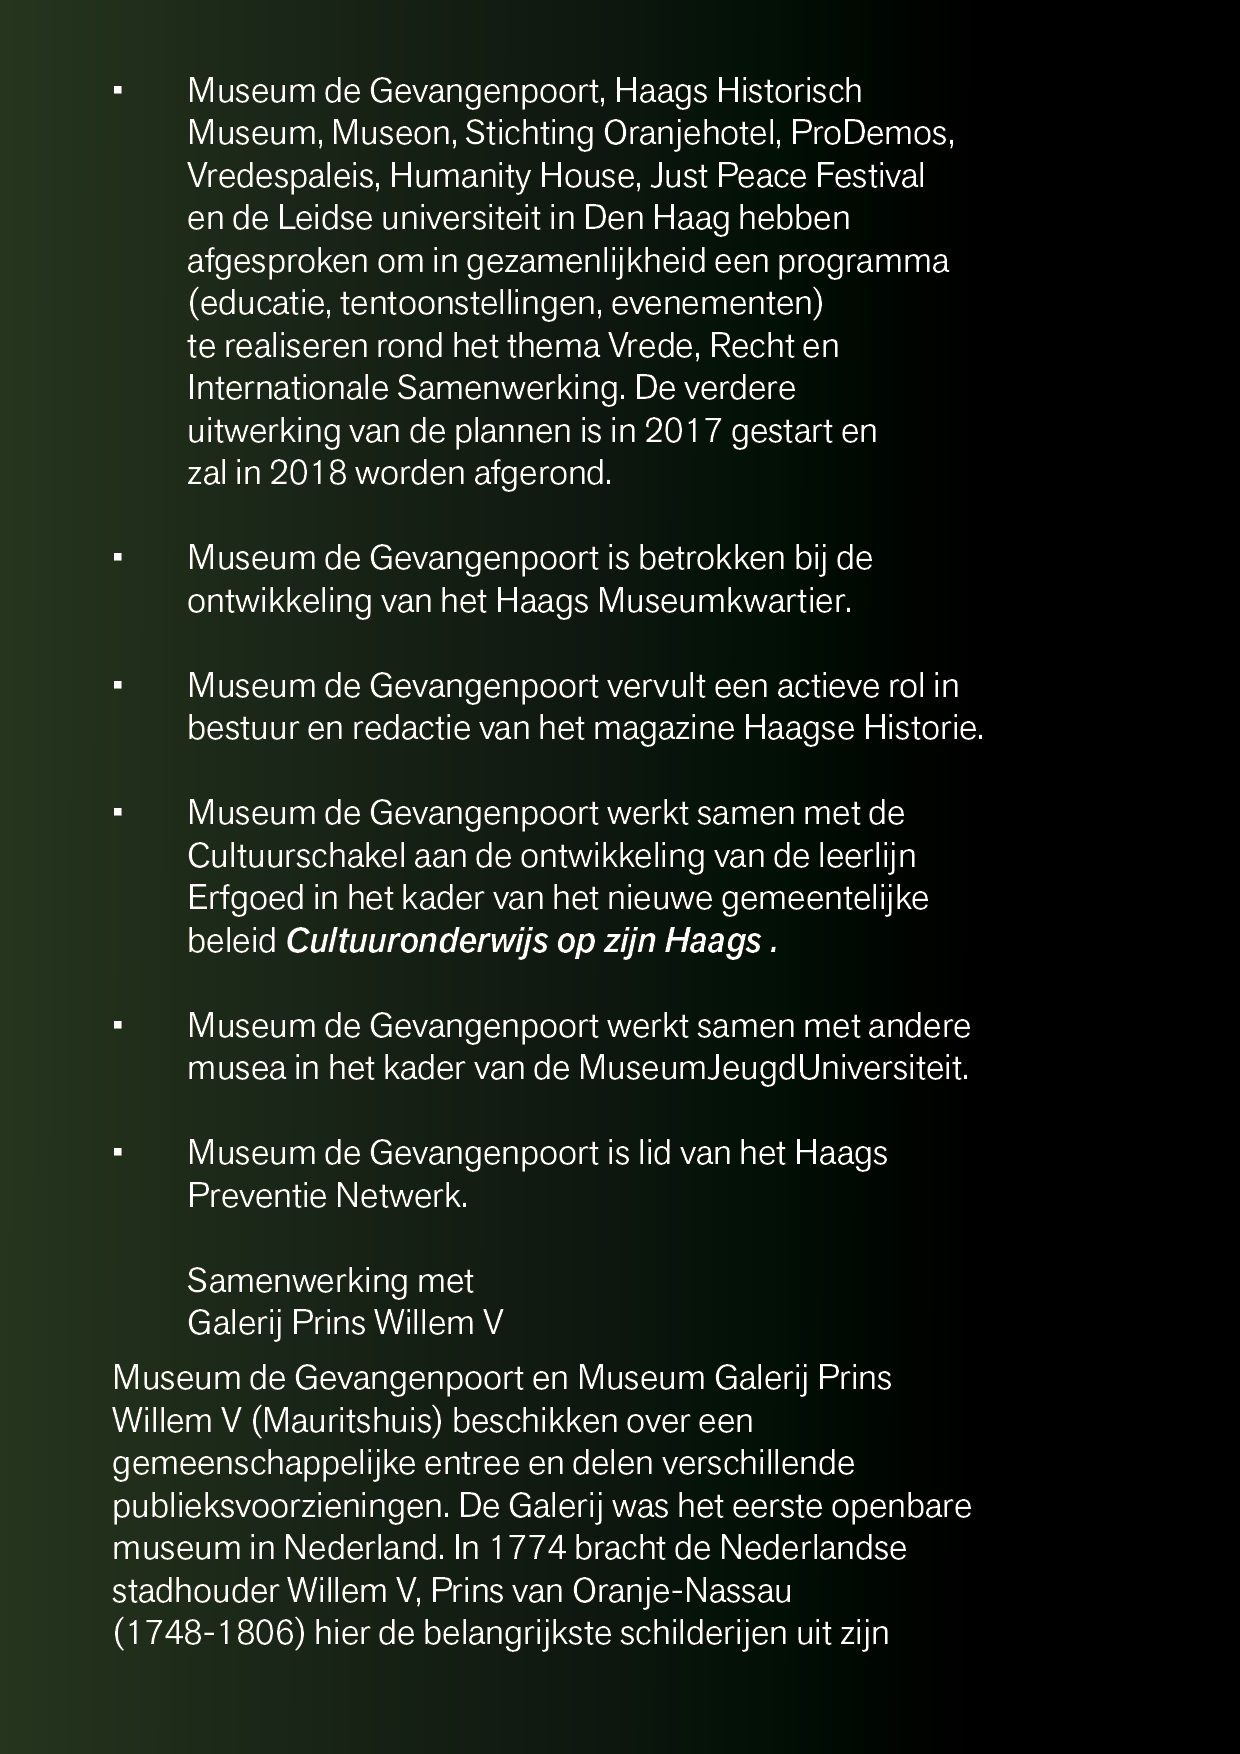 ▪ Museum de Gevangenpoort, Haags Historisch
Museum, Museon, Stichting Oranjehotel, ProDemos,
Vredespaleis, Humanity House, Just Peace Festival
en de Leidse universiteit in Den Haag hebben
afgesproken om in gezamenlijkheid een programma
(educatie, tentoonstellingen, evenementen)
te realiseren rond het thema Vrede, Recht en
Internationale Samenwerking. De verdere
uitwerking van de plannen is in 2017 gestart en
zal in 2018 worden afgerond.
▪ Museum de Gevangenpoort is betrokken bij de
ontwikkeling van het Haags Museumkwartier.
▪ Museum de Gevangenpoort vervult een actieve rol in
bestuur en redactie van het magazine Haagse Historie.
▪ Museum de Gevangenpoort werkt samen met de
Cultuurschakel aan de ontwikkeling van de leerlijn
Erfgoed in het kader van het nieuwe gemeentelijke
beleid Cultuuronderwijs op zijn Haags .
▪ Museum de Gevangenpoort werkt samen met andere
musea in het kader van de MuseumJeugdUniversiteit.
▪ Museum de Gevangenpoort is lid van het Haags
Preventie Netwerk.
Samenwerking met
Galerij Prins Willem V
Museum de Gevangenpoort en Museum Galerij Prins
Willem V (Mauritshuis) beschikken over een
gemeenschappelijke entree en delen verschillende
publieksvoorzieningen. De Galerij was het eerste openbare
museum in Nederland. In 1774 bracht de Nederlandse
stadhouder Willem V, Prins van Oranje-Nassau
(1748-1806) hier de belangrijkste schilderijen uit zijn